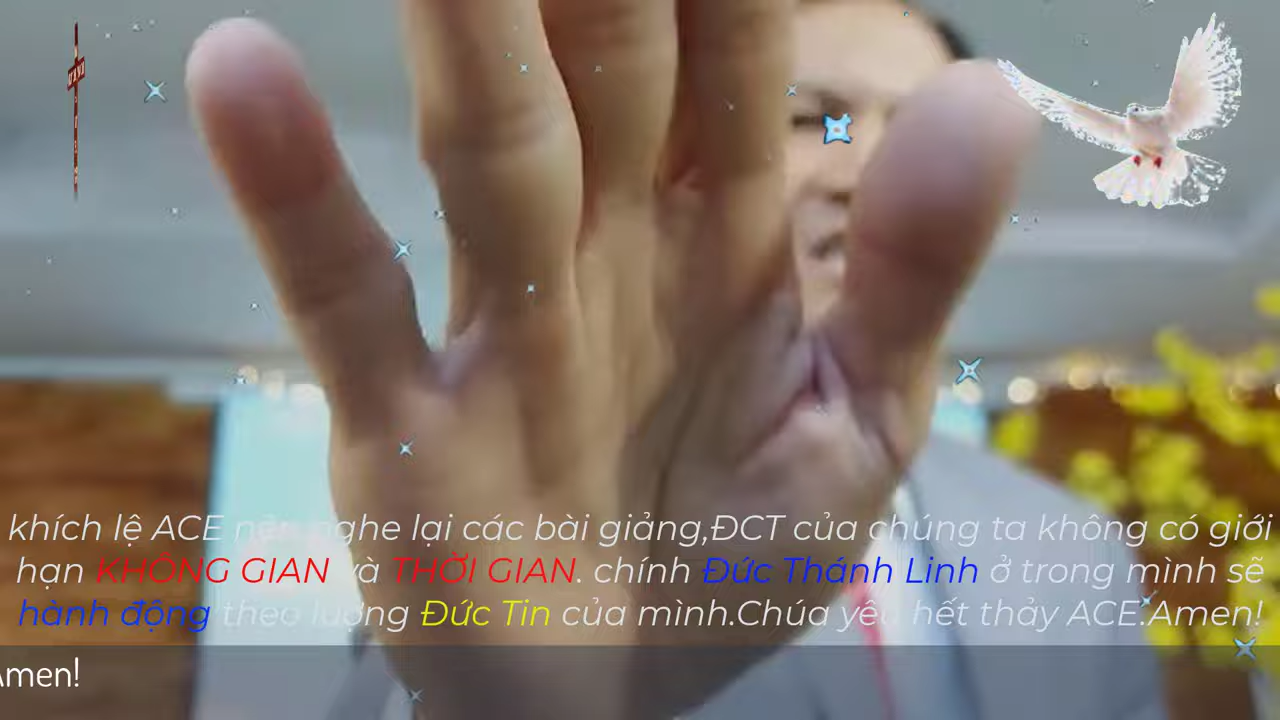 khích lệ ACE nên nghe lại các bài giảng,ĐCT của chúng ta không có giới
hạn KHÔNG GIAN và THỜI GIAN. chính Đức Thánh Linh ở trong mình sẽ
hành động theo lượng Đức Tin của mình.Chúa yêu hết thảy ACE.Amen!
Amen!